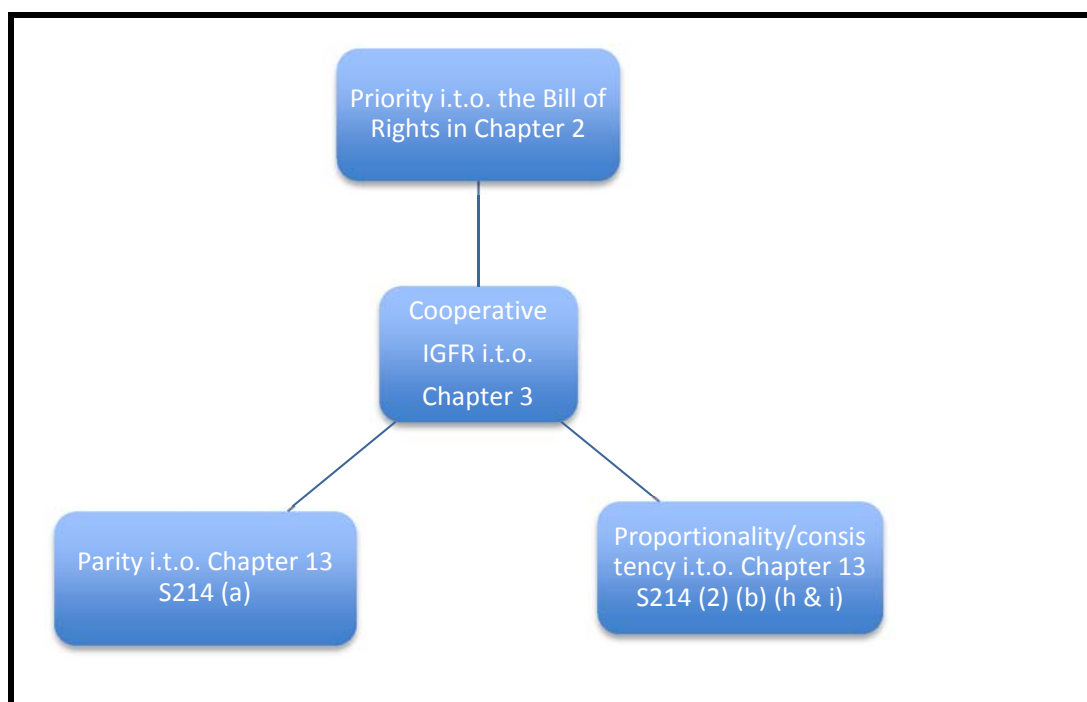 Priority i.t.o. the Bill of
Rights in Chapter 2
Cooperative
IGFR i.t.o.
Chapter 3
Parity i.t.o. Chapter 13
S214 (a)
Proportionality/consis
tency i.t.o. Chapter 13
S214 (2) (b) (h & i)